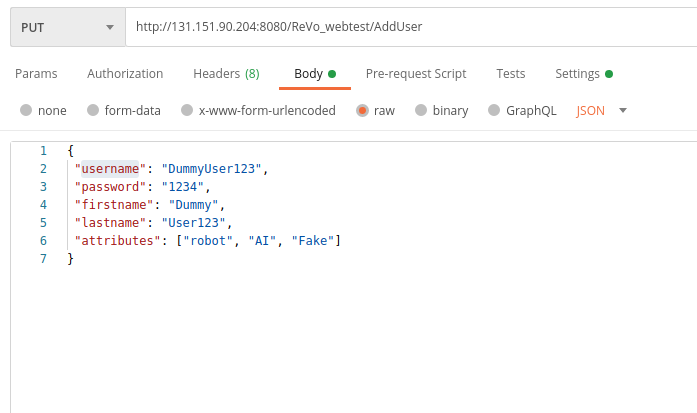 PUT http://131.151.90.204:8080/ReVo_webtest/AddUser
Params Authorization Headers (8) Body Pre-request Script Tests Settings
none form-data x-www-form-urlencoded raw binary GraphQL JSON
1 {
2 "username": "DummyUser123",
3 "password": "1234",
4 "firstname": "Dummy",
5 "lastname": "User123",
6 "attributes": ["robot", "AI", "Fake"]
7 }